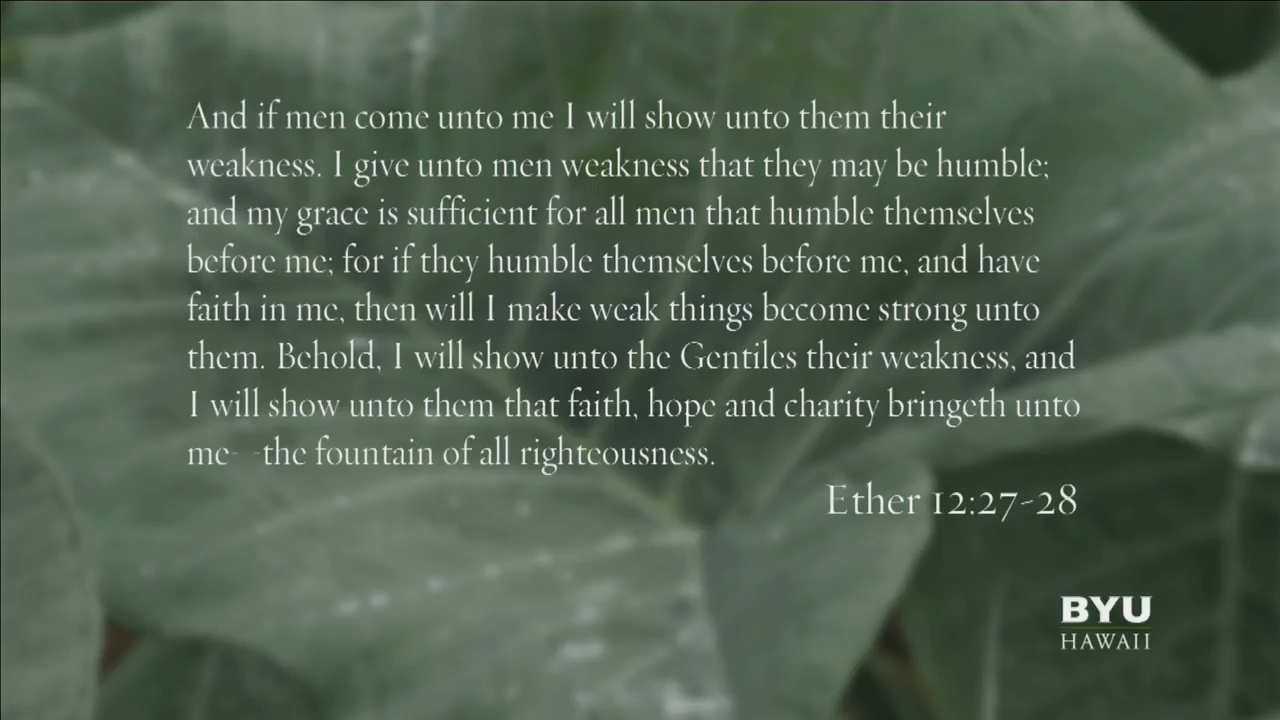 And if men come unto me I will show unto them their
weakness. I give unto men weakness that they may be humble;
and my grace is sufficient for all men that humble themselves
before me; for if they humble themselves before me, and have
faith in me, then will I make weak things become strong unto
them. Behold, I will show unto the Gentiles their weakness, and
I will show unto them that faith, hope and charity bringeth unto
me--the fountain of all righteousness.
Ether 12:27-28
BYU
HAWAII